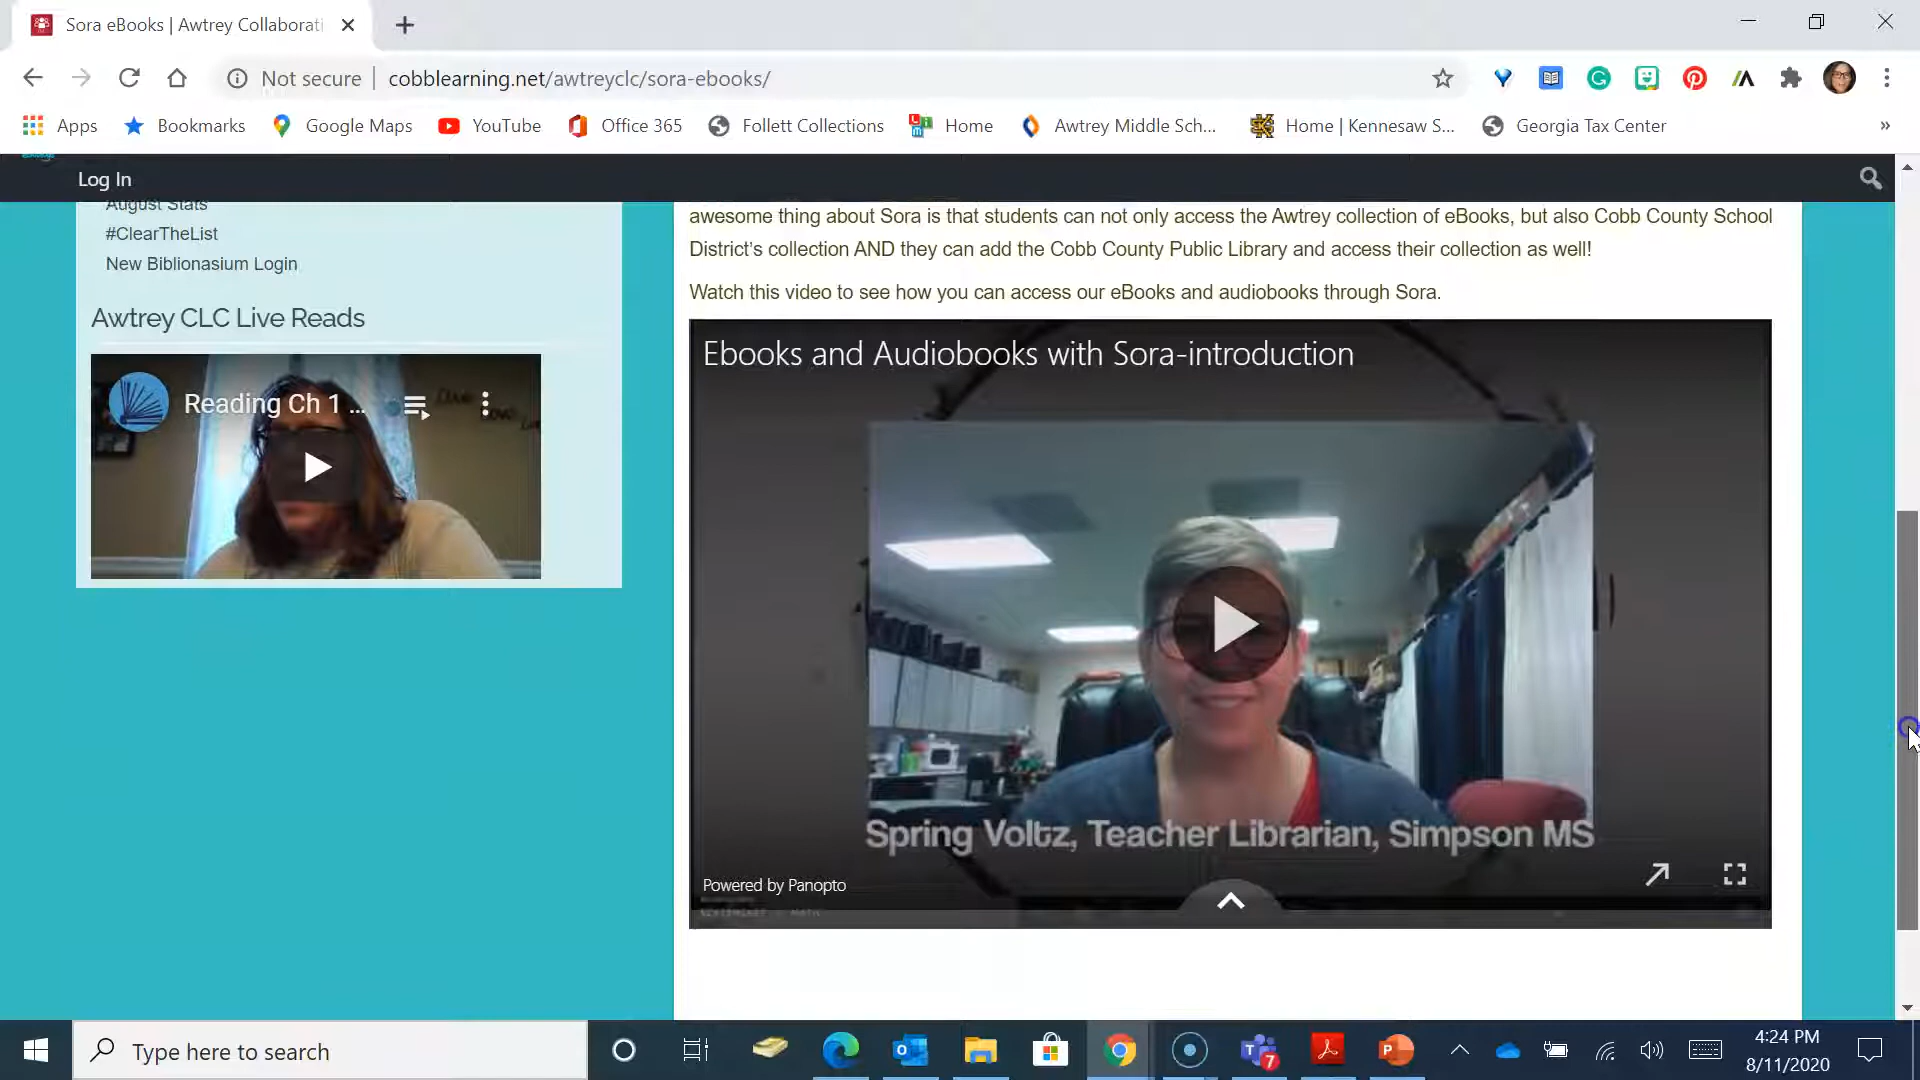 Sora eBooks | Awtrey Collaborati
Not secure
cobblearning.net/awtreyclc/sora-ebooks/
Apps
Bookmarks
Google Maps
YouTube
Office 365
Follett Collections
Home
Awtrey Middle Sch...
Home | Kennesaw S...
Georgia Tax Center
»
Log In
August Stats
#ClearTheList
New Biblionasium Login
Awtrey CLC Live Reads
Reading Ch 1 ...
awesome thing about Sora is that students can not only access the Awtrey collection of eBooks, but also Cobb County School
District's collection AND they can add the Cobb County Public Library and access their collection as well!
Watch this video to see how you can access our eBooks and audiobooks through Sora.
Ebooks and Audiobooks with Sora-introduction
Spring Voltz, Teacher Librarian, Simpson MS
Powered by Panopto
Type here to search
7
4:24 PM
8/11/2020